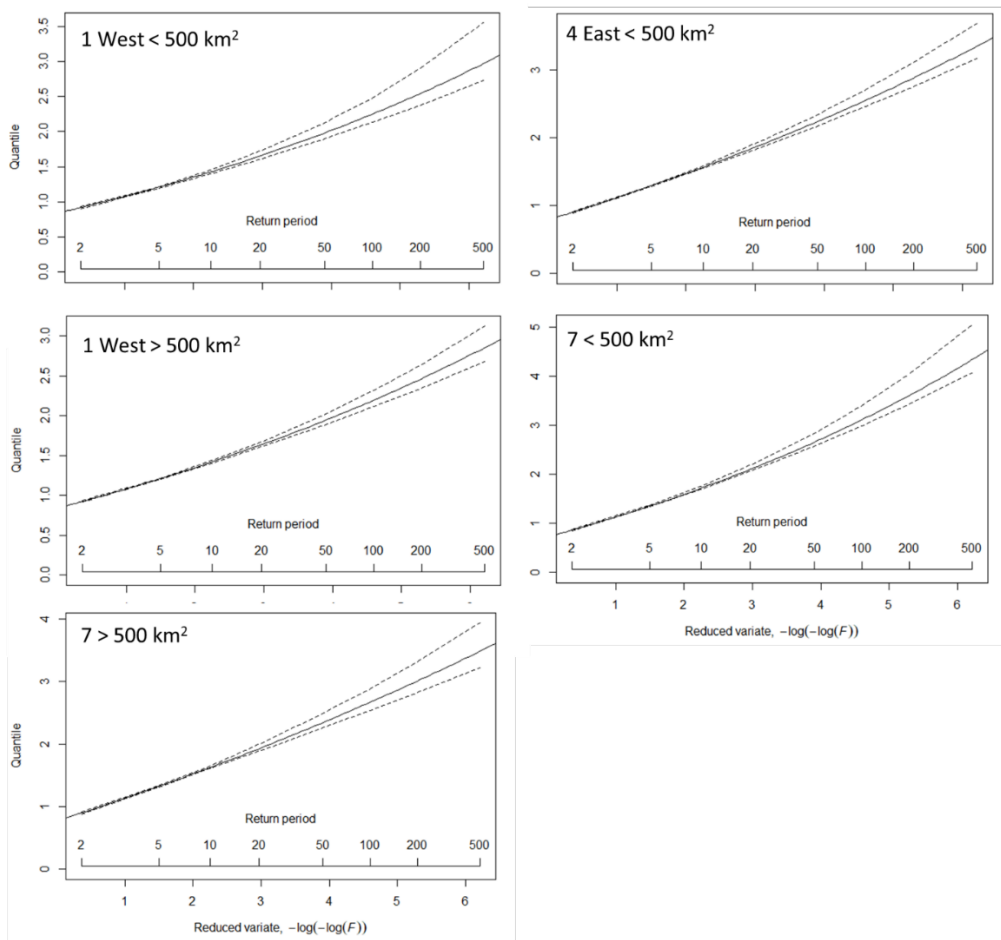 1 West < 500 km²
Quantile
3.5
3.0
2.5
2.0
1.5
1.0
0.5
0.0
Return period
2 5 10 20 50 100 200 500
4 East < 500 km²
3
2
1
0
Return period
2 5 10 20 50 100 200 500
1 West > 500 km²
Quantile
3.0
2.5
2.0
1.5
1.0
0.5
0.0
Return period
2 5 10 20 50 100 200 500
7 < 500 km²
5
4
3
2
1
0
Return period
2 5 10 20 50 100 200 500
1 2 3 4 5 6
Reduced variate, −log(−log(F))
7 > 500 km²
Quantile
4
3
2
1
0
Return period
2 5 10 20 50 100 200 500
1 2 3 4 5 6
Reduced variate, −log(−log(F))